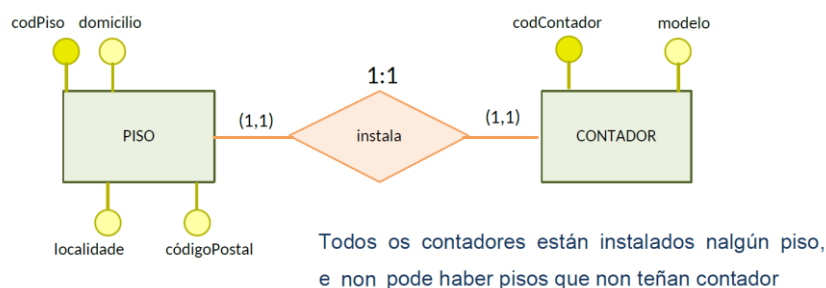 codPiso domicilio
codContador modelo
1:1
(1,1) (1,1)
PISO instala CONTADOR
localidade códigoPostal
Todos os contadores están instalados nalgún piso,
e non pode haber pisos que non teñan contador